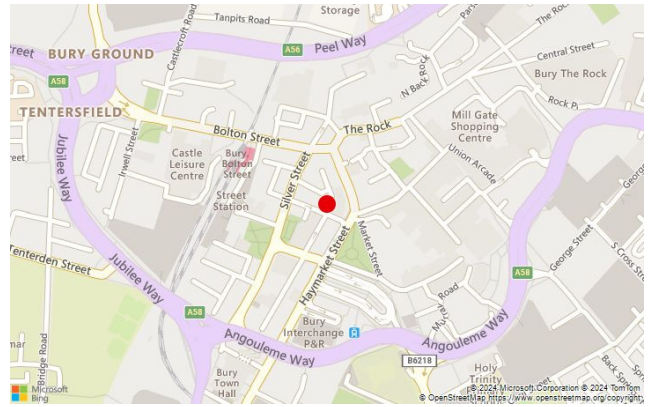 Tanpits Road
Storage
Castlecroft Road
A56
Peel Way
The Rock
Central Street
BURY GROUND
A58
TENTERSFIELD
N Back Rock
Bury The Rock
Mill Gate
Shopping
Centre
Bolton Street
The Rock
Irwell Street
Jubilee Way
Castle
Leisure
Centre
Bury
Bolton
Street
Silver Street
Union Arcade
Street
Station
Market Street
Haymarket Street
Tenterden Street
Jubilee Way
A58
George Street
S Cross Street
Road
A58
Angouleme Way
Bury
Interchange
P&R
Angouleme Way
B6218
Bridge Road
Bury
Town
Hall
Holy
Trinity
Microsoft
Bing
© 2024 Microsoft Corporation © 2024 TomTom
© OpenStreetMap https://www.openstreetmap.org/copyright